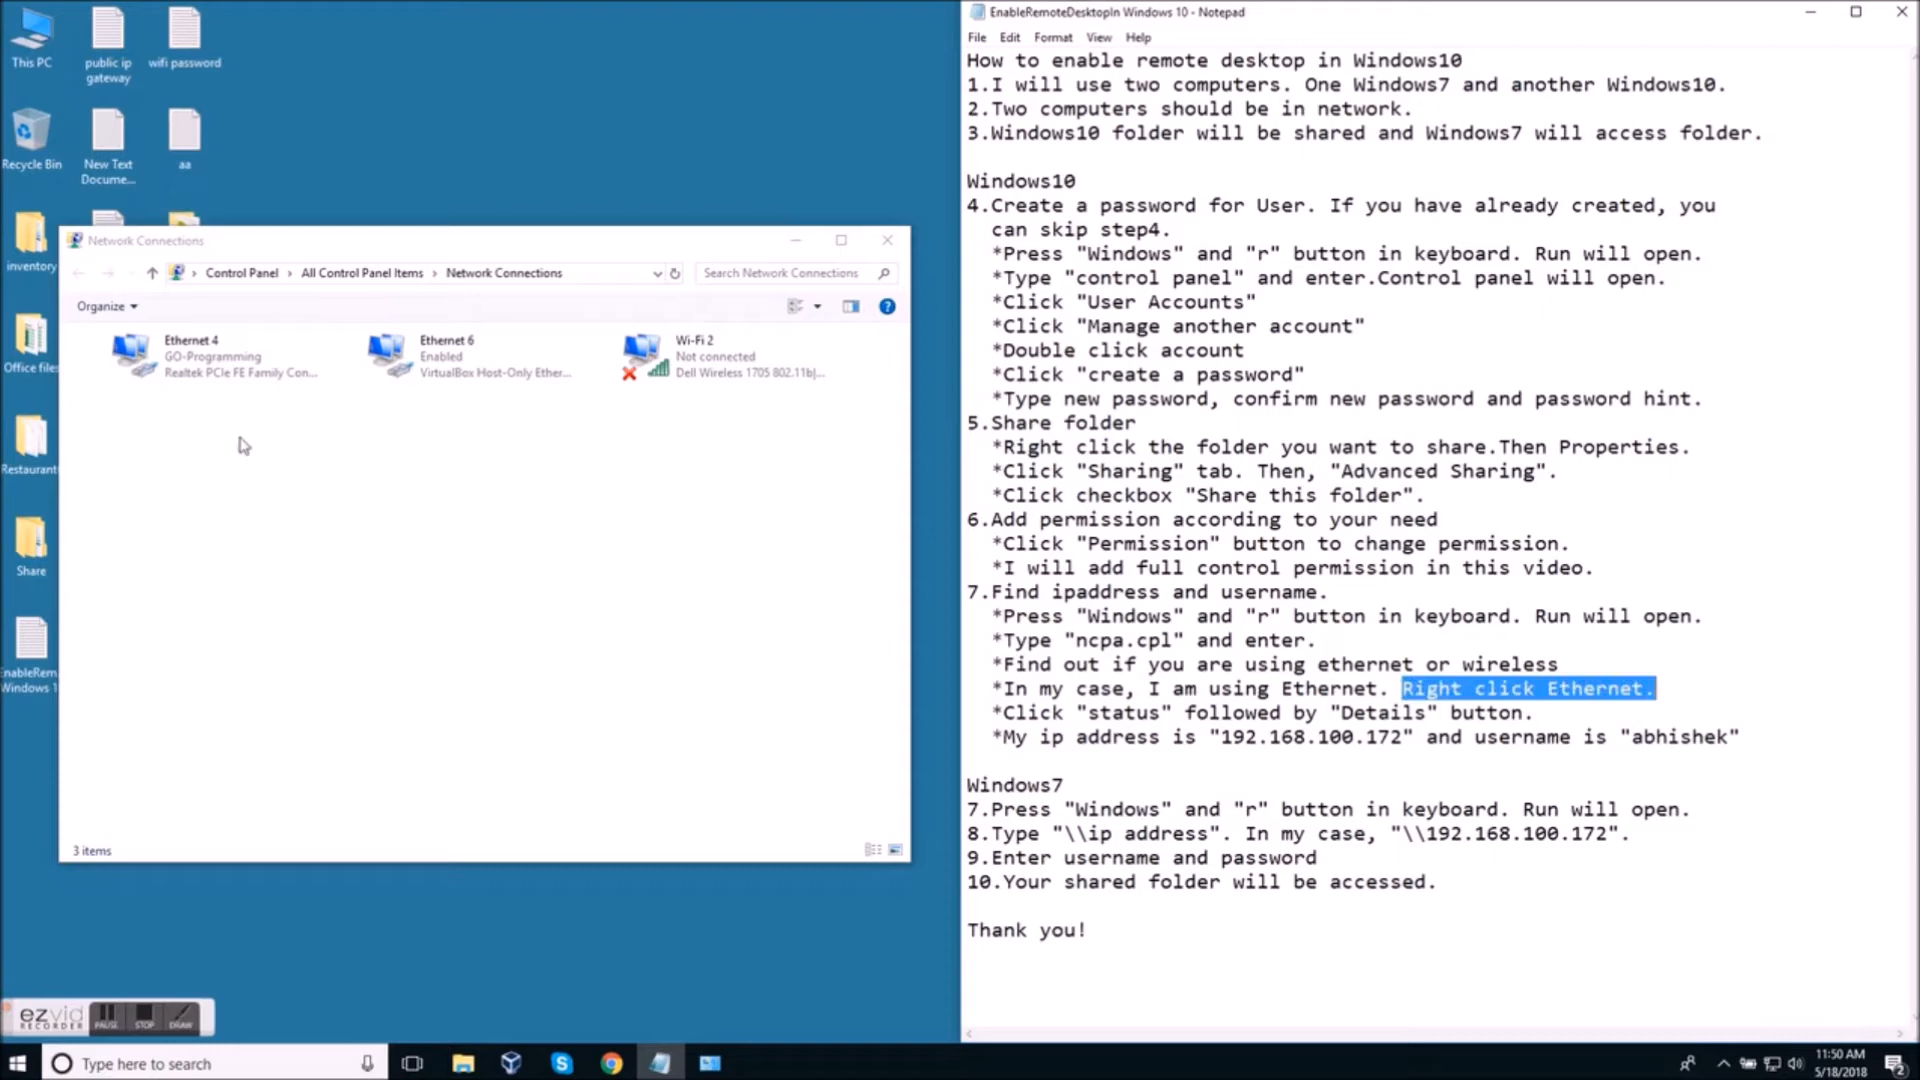 This PC
public ip
gateway
wifi password
Recycle Bin
New Text
Docume...
aa
inventory
Office files
Restaurant
Share
EnableRem
Windows 1
Network Connections
Control Panel > All Control Panel Items > Network Connections
Search Network Connections
Organize
Ethernet 4
GO-Programming
Realtek PCIe FE Family Con...
Ethernet 6
Enabled
VirtualBox Host-Only Ether...
Wi-Fi 2
Not connected
Dell Wireless 1705 802.11b|...
3 items
EnableRemoteDesktopIn Windows 10 - Notepad
File Edit Format View Help
How to enable remote desktop in Windows10
1.I will use two computers. One Windows7 and another Windows10.
2.Two computers should be in network.
3.Windows10 folder will be shared and Windows7 will access folder.
Windows10
4.Create a password for User. If you have already created, you
can skip step4.
*Press "Windows" and "r" button in keyboard. Run will open.
*Type "control panel" and enter.Control panel will open.
*Click "User Accounts"
*Click "Manage another account"
*Double click account
*Click "create a password"
*Type new password, confirm new password and password hint.
5.Share folder
*Right click the folder you want to share.Then Properties.
*Click "Sharing" tab. Then, "Advanced Sharing".
*Click checkbox "Share this folder".
6.Add permission according to your need
*Click "Permission" button to change permission.
*I will add full control permission in this video.
7.Find ipaddress and username.
*Press "Windows" and "r" button in keyboard. Run will open.
*Type "ncpa.cpl" and enter.
*Find out if you are using ethernet or wireless
*In my case, I am using Ethernet. Right click Ethernet.
*Click "status" followed by "Details" button.
*My ip address is "192.168.100.172" and username is "abhishek"
Windows7
7.Press "Windows" and "r" button in keyboard. Run will open.
8.Type "\\ip address". In my case, "\\192.168.100.172".
9.Enter username and password
10.Your shared folder will be accessed.
Thank you!
ezvid
RECORDER
PAUSE STOP DRAW
Type here to search
11:50 AM
5/18/2018
2